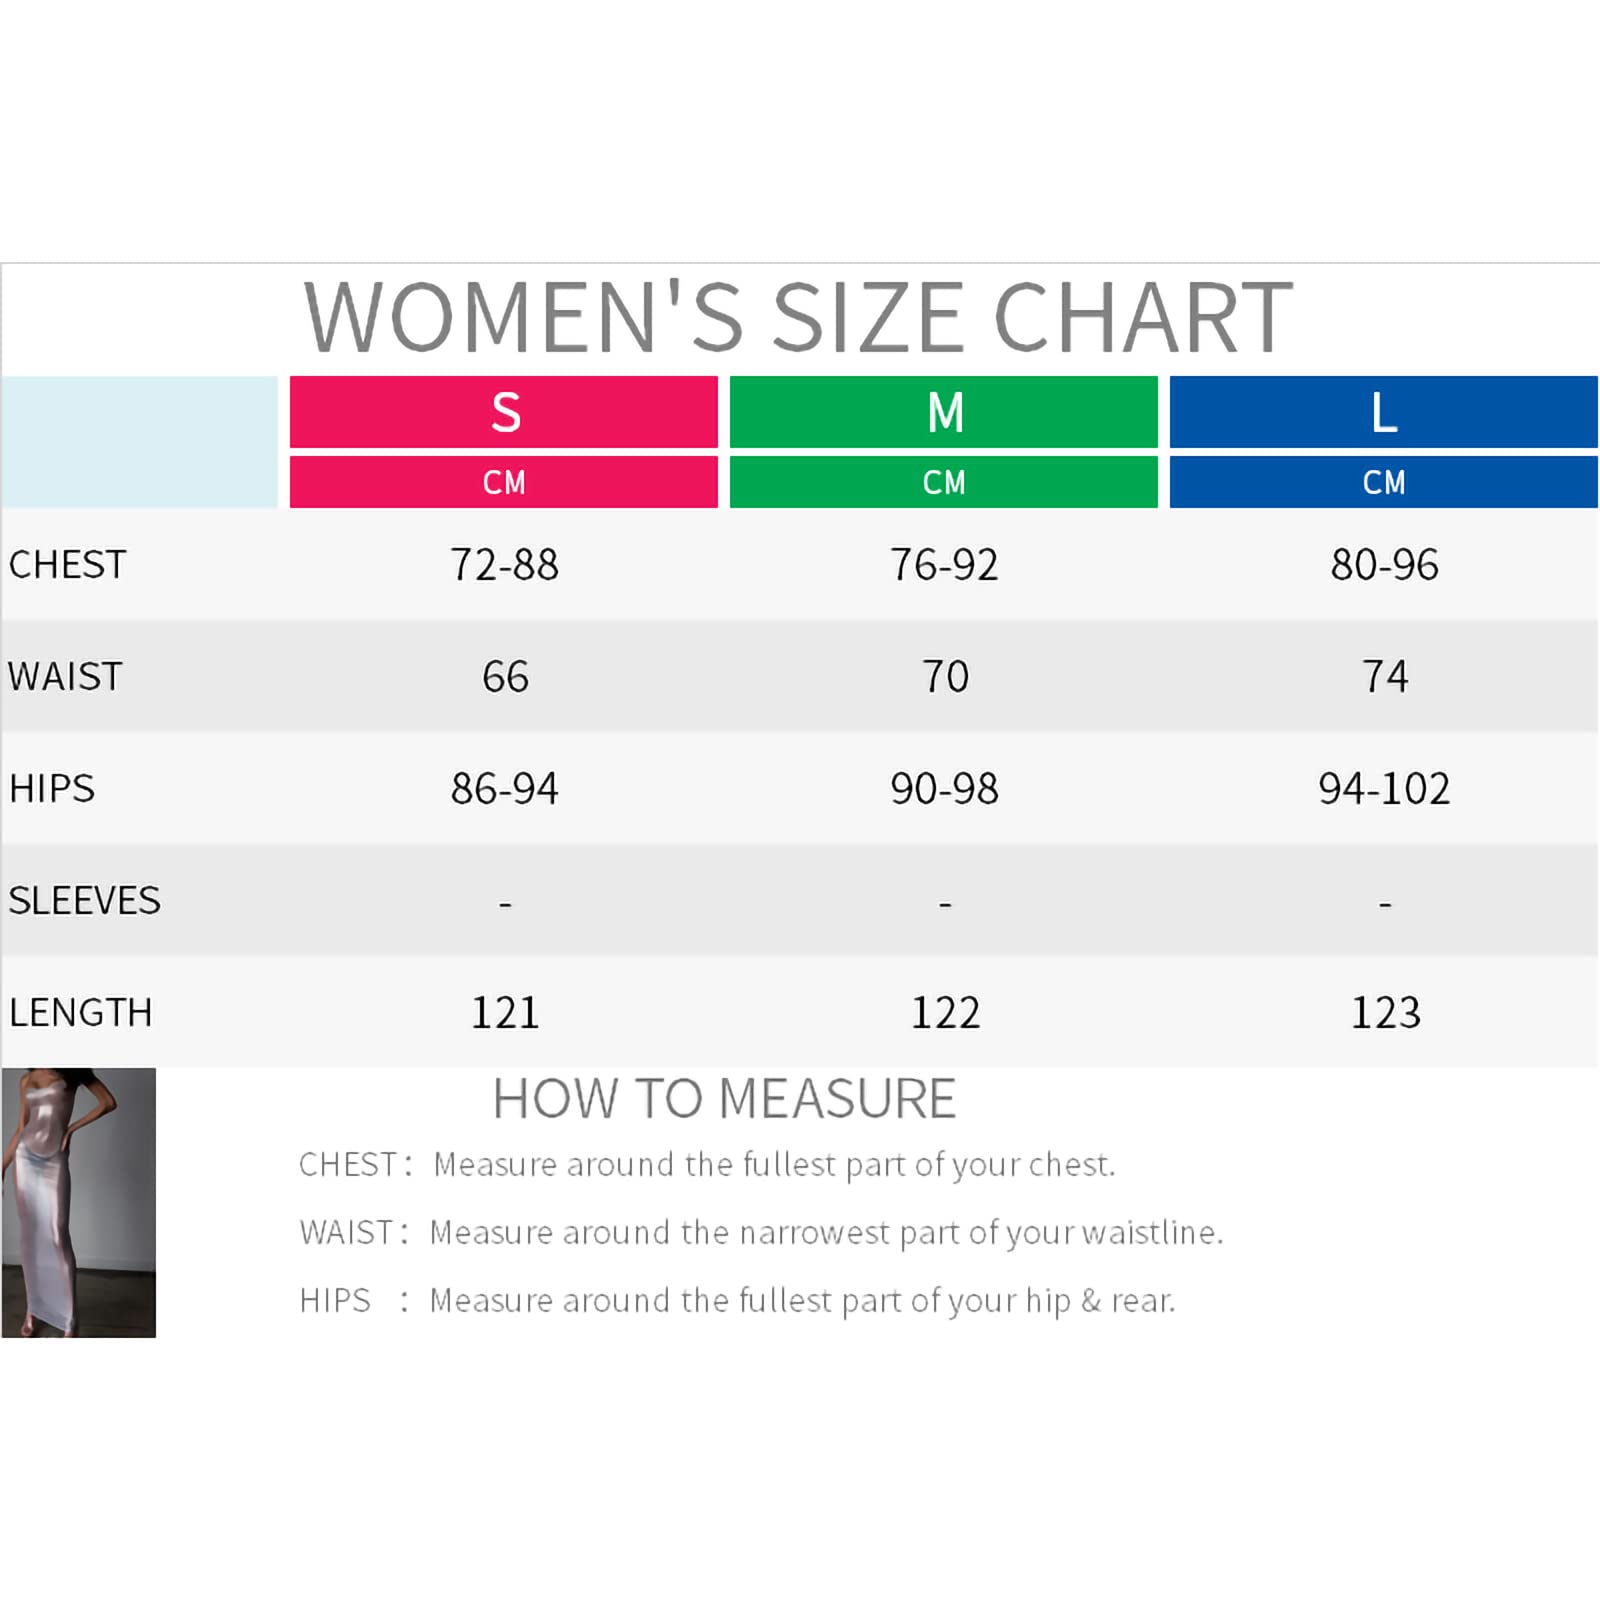 WOMEN'S SIZE CHART
S M L
CM CM CM
CHEST 72-88 76-92 80-96
WAIST 66 70 74
HIPS 86-94 90-98 94-102
SLEEVES - - -
LENGTH 121 122 123
HOW TO MEASURE
CHEST: Measure around the fullest part of your chest.
WAIST: Measure around the narrowest part of your waistline.
HIPS : Measure around the fullest part of your hip & rear.